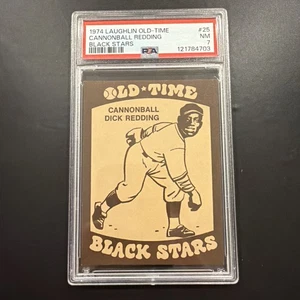 1974 LAUGHLIN OLD-TIME #25
CANNONBALL REDDING NM
BLACK STARS 7
PSA 121784703
OLD★TIME
CANNONBALL
DICK REDDING
BLACK STARS